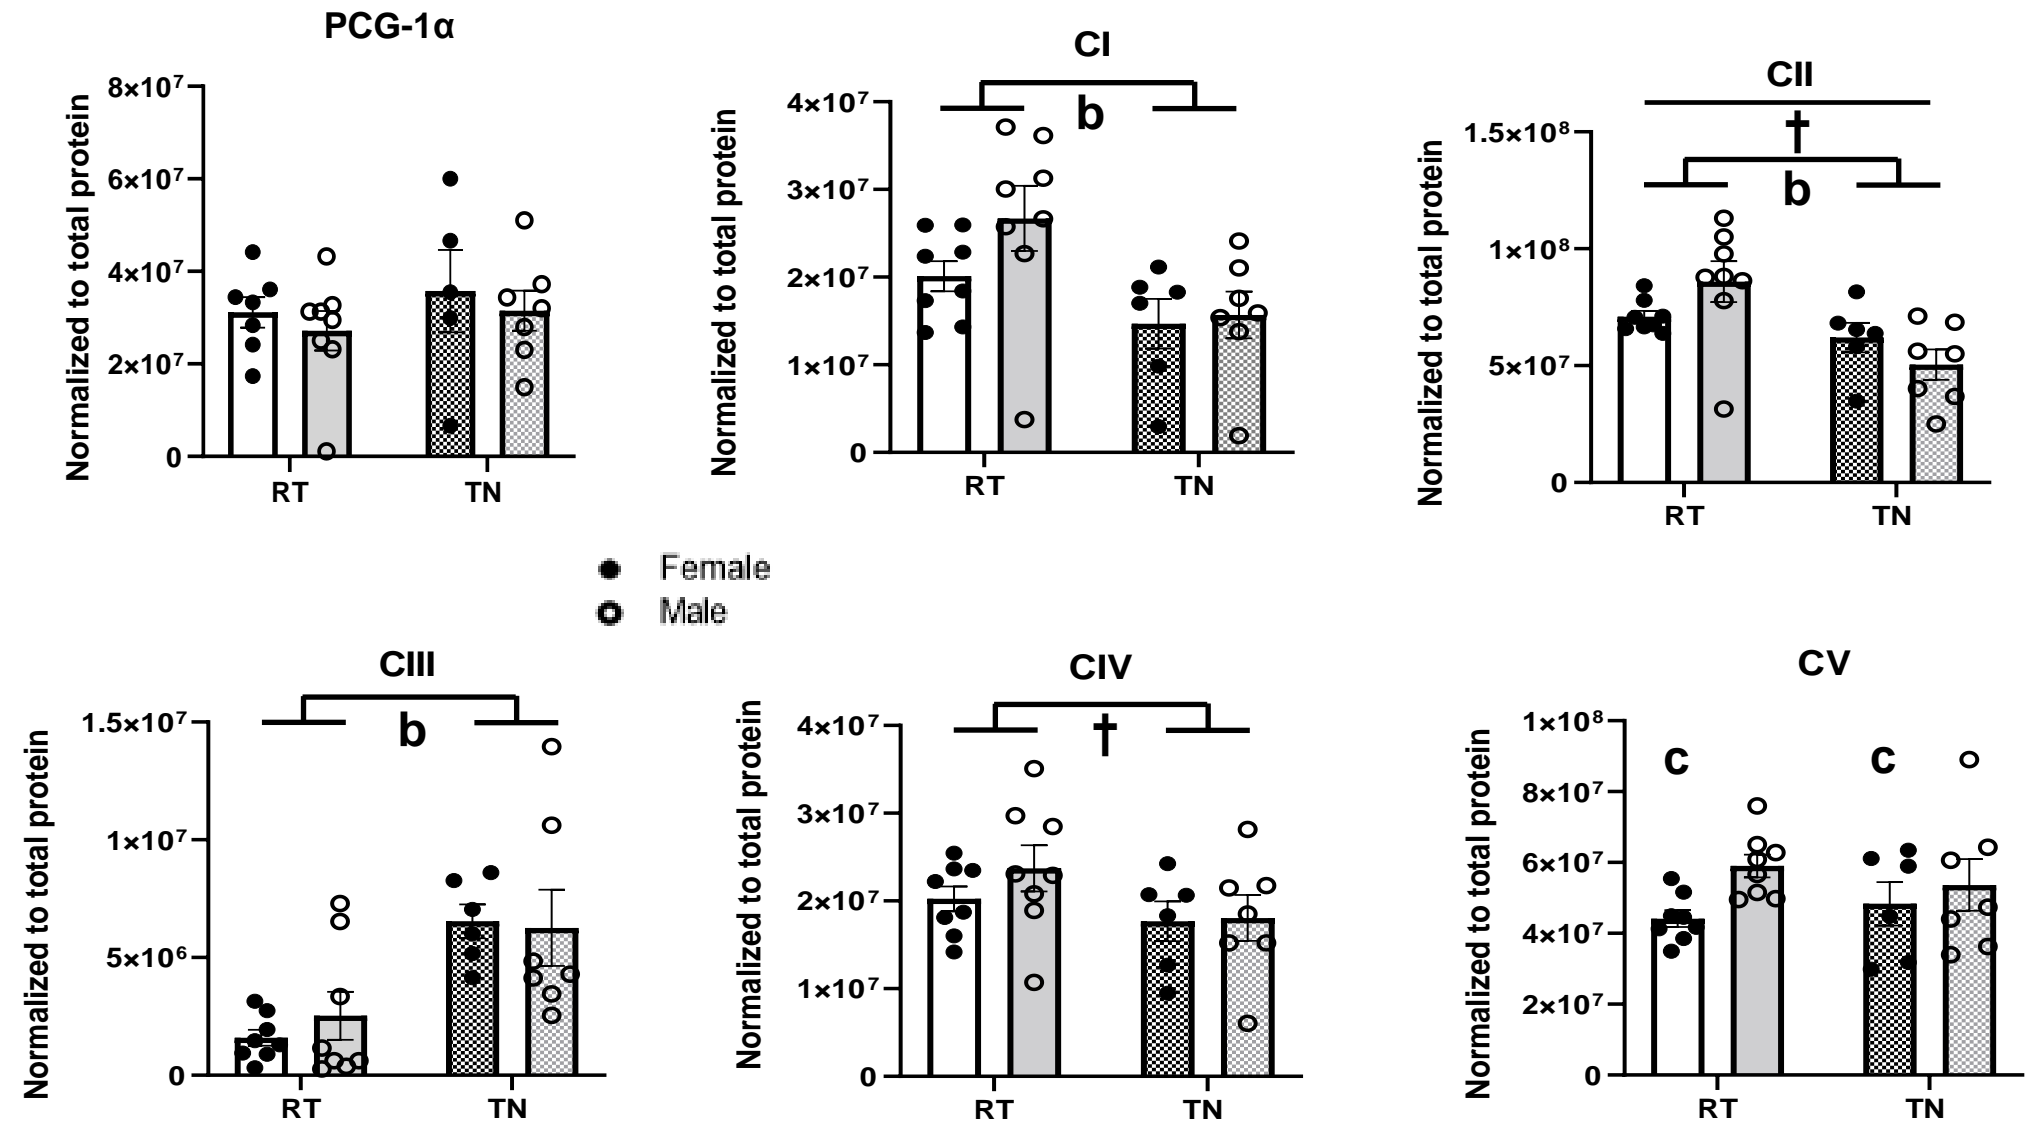 PCG-1α
Normalized to total protein
8×10⁷
6×10⁷
4×10⁷
2×10⁷
0
RT
TN
CI
Normalized to totol protein
4×10⁷
3×10⁷
2×10⁷
1×10⁷
0
b
RT
TN
CII
Normalized to total protein
1.5×10⁸
1×10⁸
5×10⁷
0
†
b
RT
TN
Female
Male
CIII
Normalized to total protein
1.5×10⁷
1×10⁷
5×10⁶
0
b
RT
TN
CIV
Normalized to total protein
4×10⁷
3×10⁷
2×10⁷
1×10⁷
0
†
RT
TN
CV
Normalized to total protein
1×10⁸
8×10⁷
6×10⁷
4×10⁷
2×10⁷
0
c
c
RT
TN